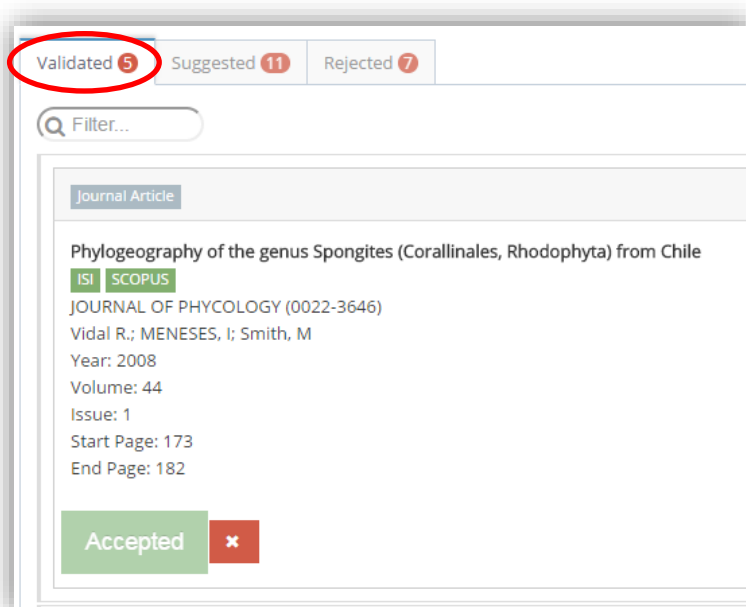 Validated 5 Suggested 11 Rejected 7
Filter...
Journal Article
Phylogeography of the genus Spongites (Corallinales, Rhodophyta) from Chile
ISI SCOPUS
JOURNAL OF PHYCOLOGY (0022-3646)
Vidal R.; MENESES, I; Smith, M
Year: 2008
Volume: 44
Issue: 1
Start Page: 173
End Page: 182
Accepted